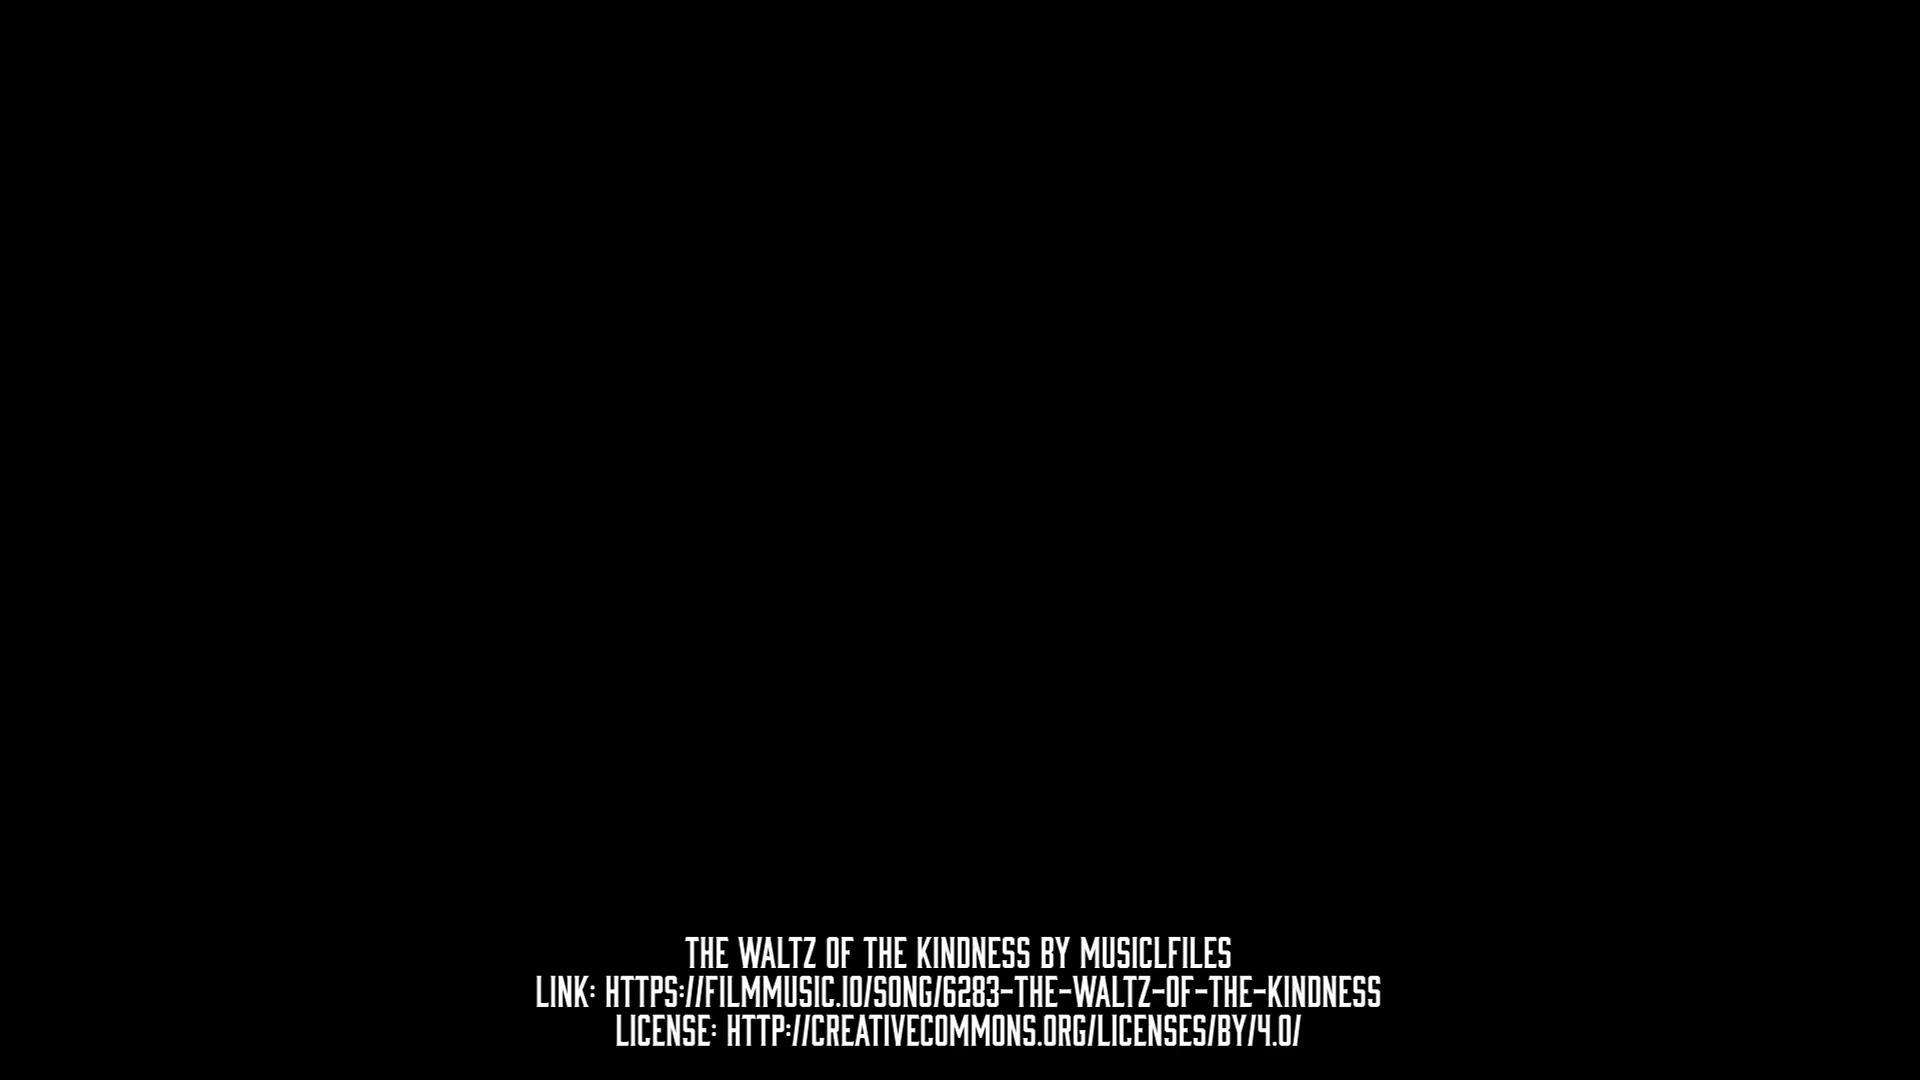 THE WALTZ OF THE KINDNESS BY MUSICLFILES
LINK: HTTPS://FILMMUSIC.IO/SONG/6283-THE-WALTZ-OF-THE-KINDNESS
LICENSE: HTTP://CREATIVECOMMONS.ORG/LICENSES/BY/4.0/